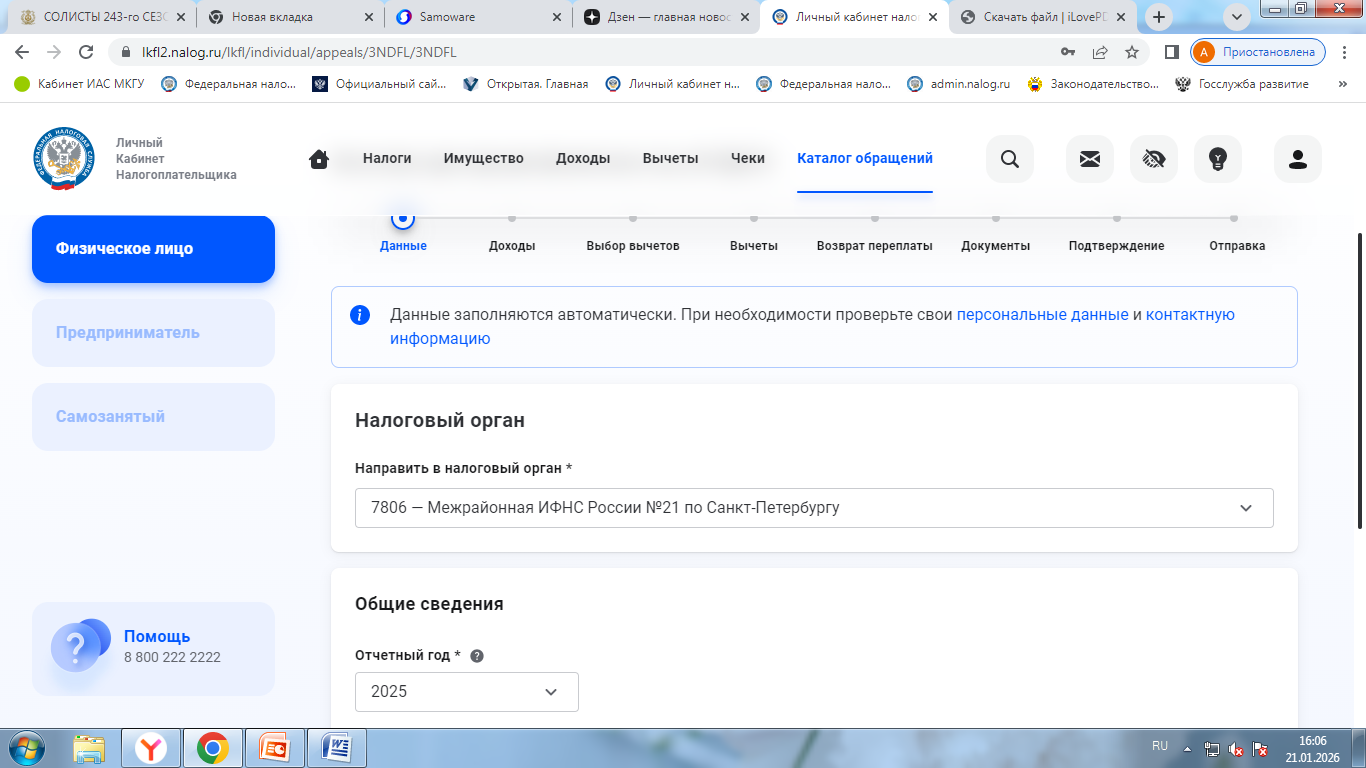 СОЛИСТЫ 243-го СЕЗО
Новая вкладка
Samoware
Дзен — главная новос
Личный кабинет нало
Скачать файл | iLovePD
lkfl2.nalog.ru/lkfl/individual/appeals/3NDFL/3NDFL
А
Приостановлена
Кабинет ИАС МКГУ
Федеральная нало...
Официальный сай...
Открытая. Главная
Личный кабинет н...
Федеральная нало...
admin.nalog.ru
Законодательство...
Госслужба развитие
»
ФЕДЕРАЛЬНАЯ НАЛОГОВАЯ СЛУЖБА
Личный
Кабинет
Налогоплательщика
Налоги
Имущество
Доходы
Вычеты
Чеки
Каталог обращений
Физическое лицо
Предприниматель
Самозанятый
Данные
Доходы
Выбор вычетов
Вычеты
Возврат переплаты
Документы
Подтверждение
Отправка
Данные заполняются автоматически. При необходимости проверьте свои персональные данные и контактную
информацию
Налоговый орган
Направить в налоговый орган *
7806 — Межрайонная ИФНС России №21 по Санкт-Петербургу
Общие сведения
Отчетный год *
2025
Помощь
8 800 222 2222
RU
16:06
21.01.2026